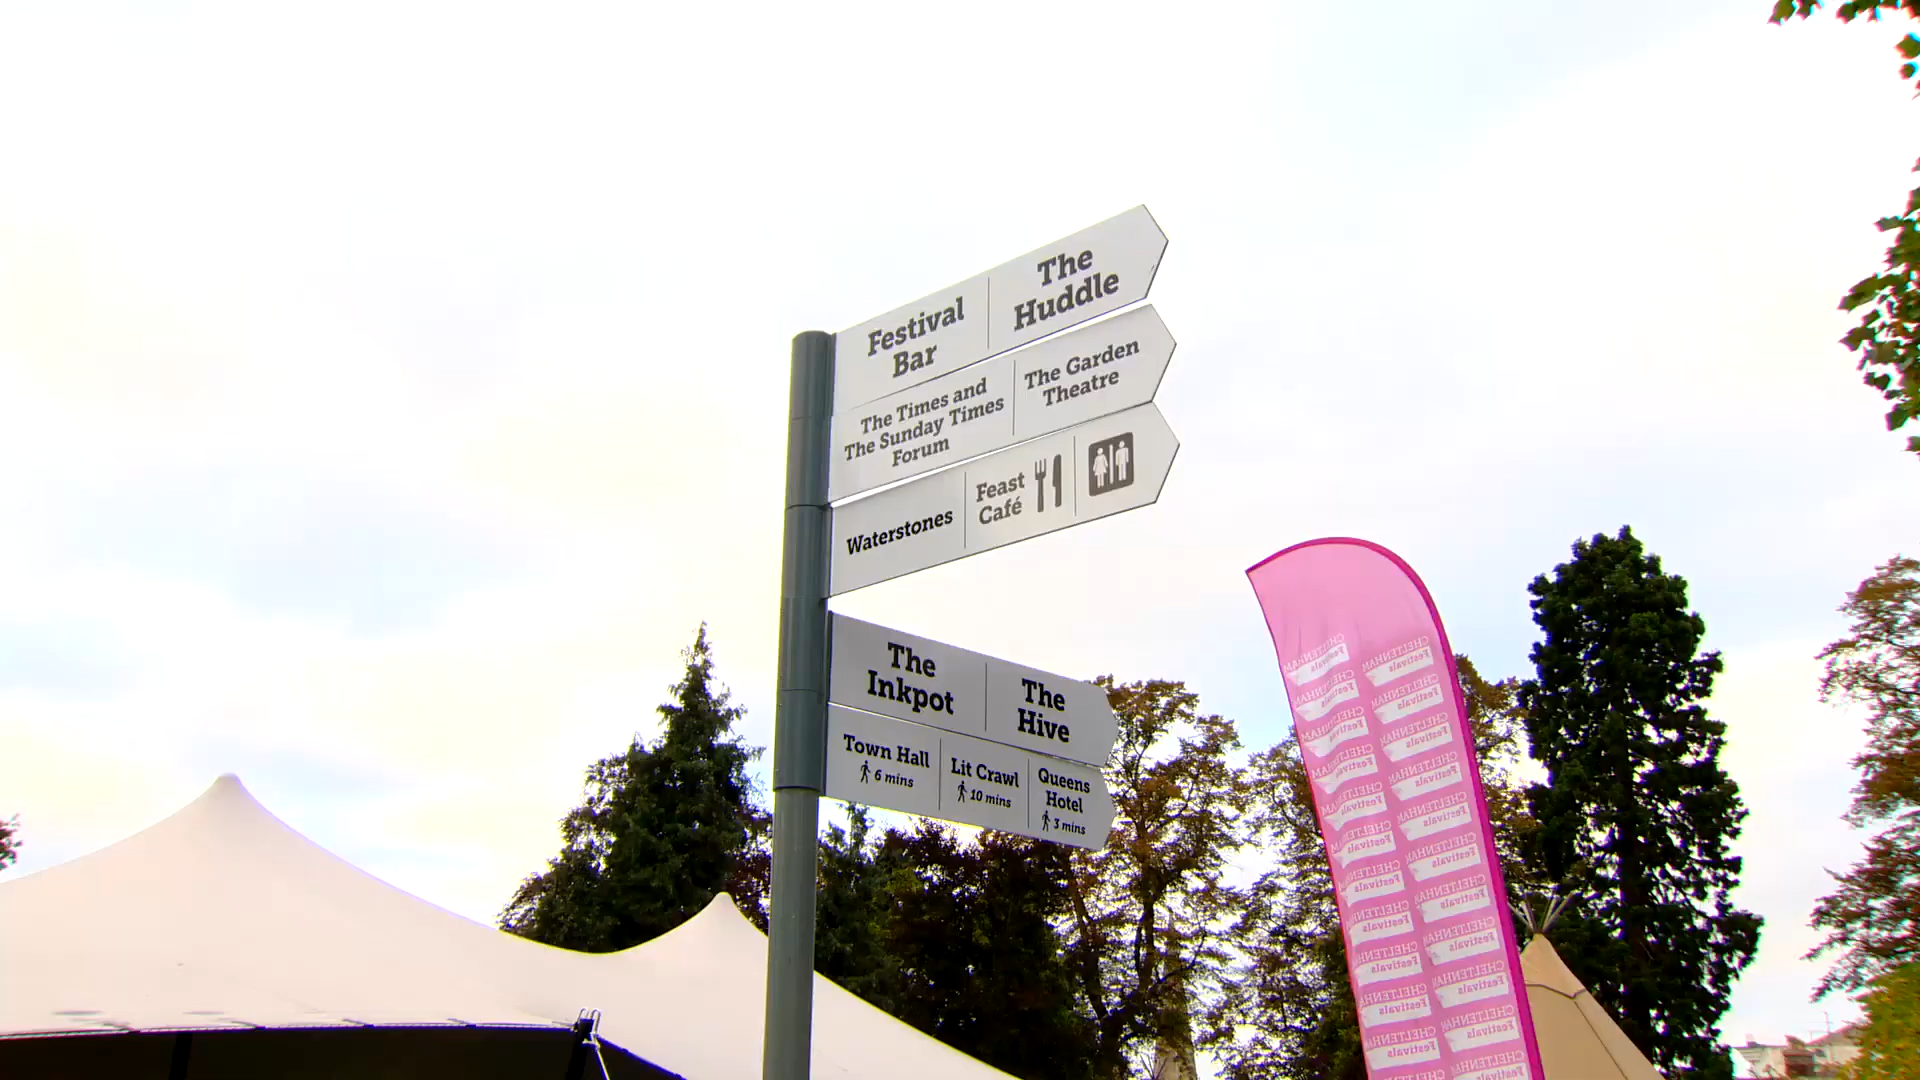 Festival
Bar
The
Huddle
The Times and
The Sunday Times
Forum
The Garden
Theatre
Waterstones
Feast
Café
The
Inkpot
The
Hive
Town Hall
6 mins
Lit Crawl
10 mins
Queens
Hotel
3 mins
CHELTENHAM
Festivals